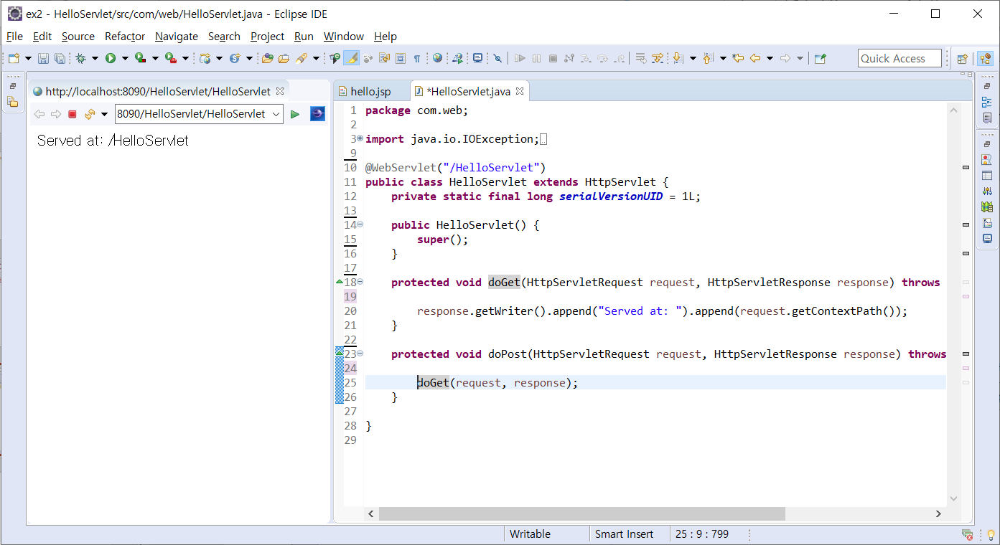 ex2 - HelloServlet/src/com/web/HelloServlet.java - Eclipse IDE
File Edit Source Refactor Navigate Search Project Run Window Help
Quick Access
http://localhost:8090/HelloServlet/HelloServlet
8090/HelloServlet/HelloServlet
Served at: /HelloServlet
hello.jsp *HelloServlet.java
1 package com.web;
2
3 import java.io.IOException;
9
10 @WebServlet("/HelloServlet")
11 public class HelloServlet extends HttpServlet {
12 private static final long serialVersionUID = 1L;
13
14 public HelloServlet() {
15 super();
16 }
17
18 protected void doGet(HttpServletRequest request, HttpServletResponse response) throws
19
20 response.getWriter().append("Served at: ").append(request.getContextPath());
21 }
22
23 protected void doPost(HttpServletRequest request, HttpServletResponse response) throws
24
25 doGet(request, response);
26 }
27
28 }
29
Writable Smart Insert 25 : 9 : 799